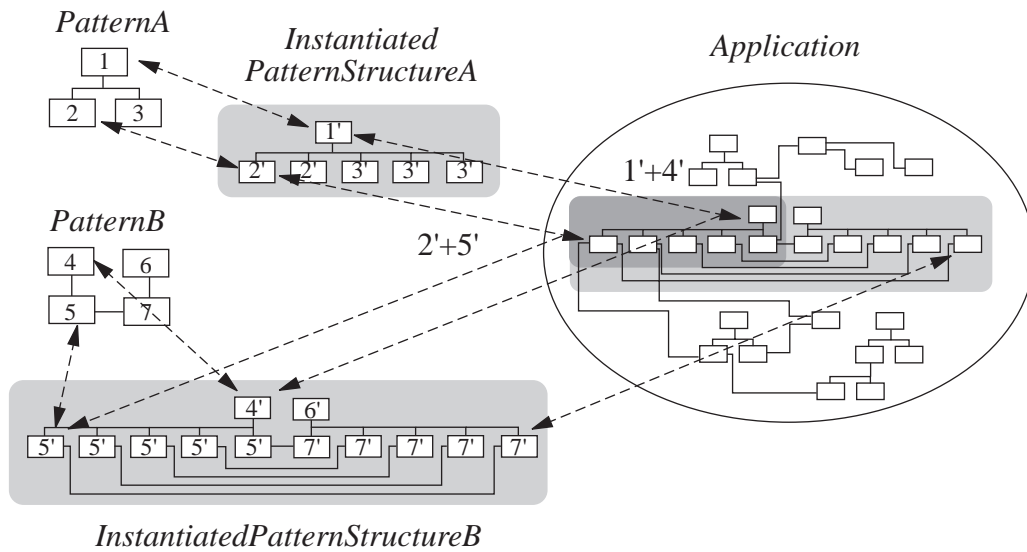 PatternA
1
2 3
Instantiated
PatternStructureA
1'
2' 2' 3' 3' 3'
Application
1'+4'
2'+5'
PatternB
4 6
5 7
4' 6'
5' 5' 5' 5' 5' 7' 7' 7' 7' 7'
InstantiatedPatternStructureB